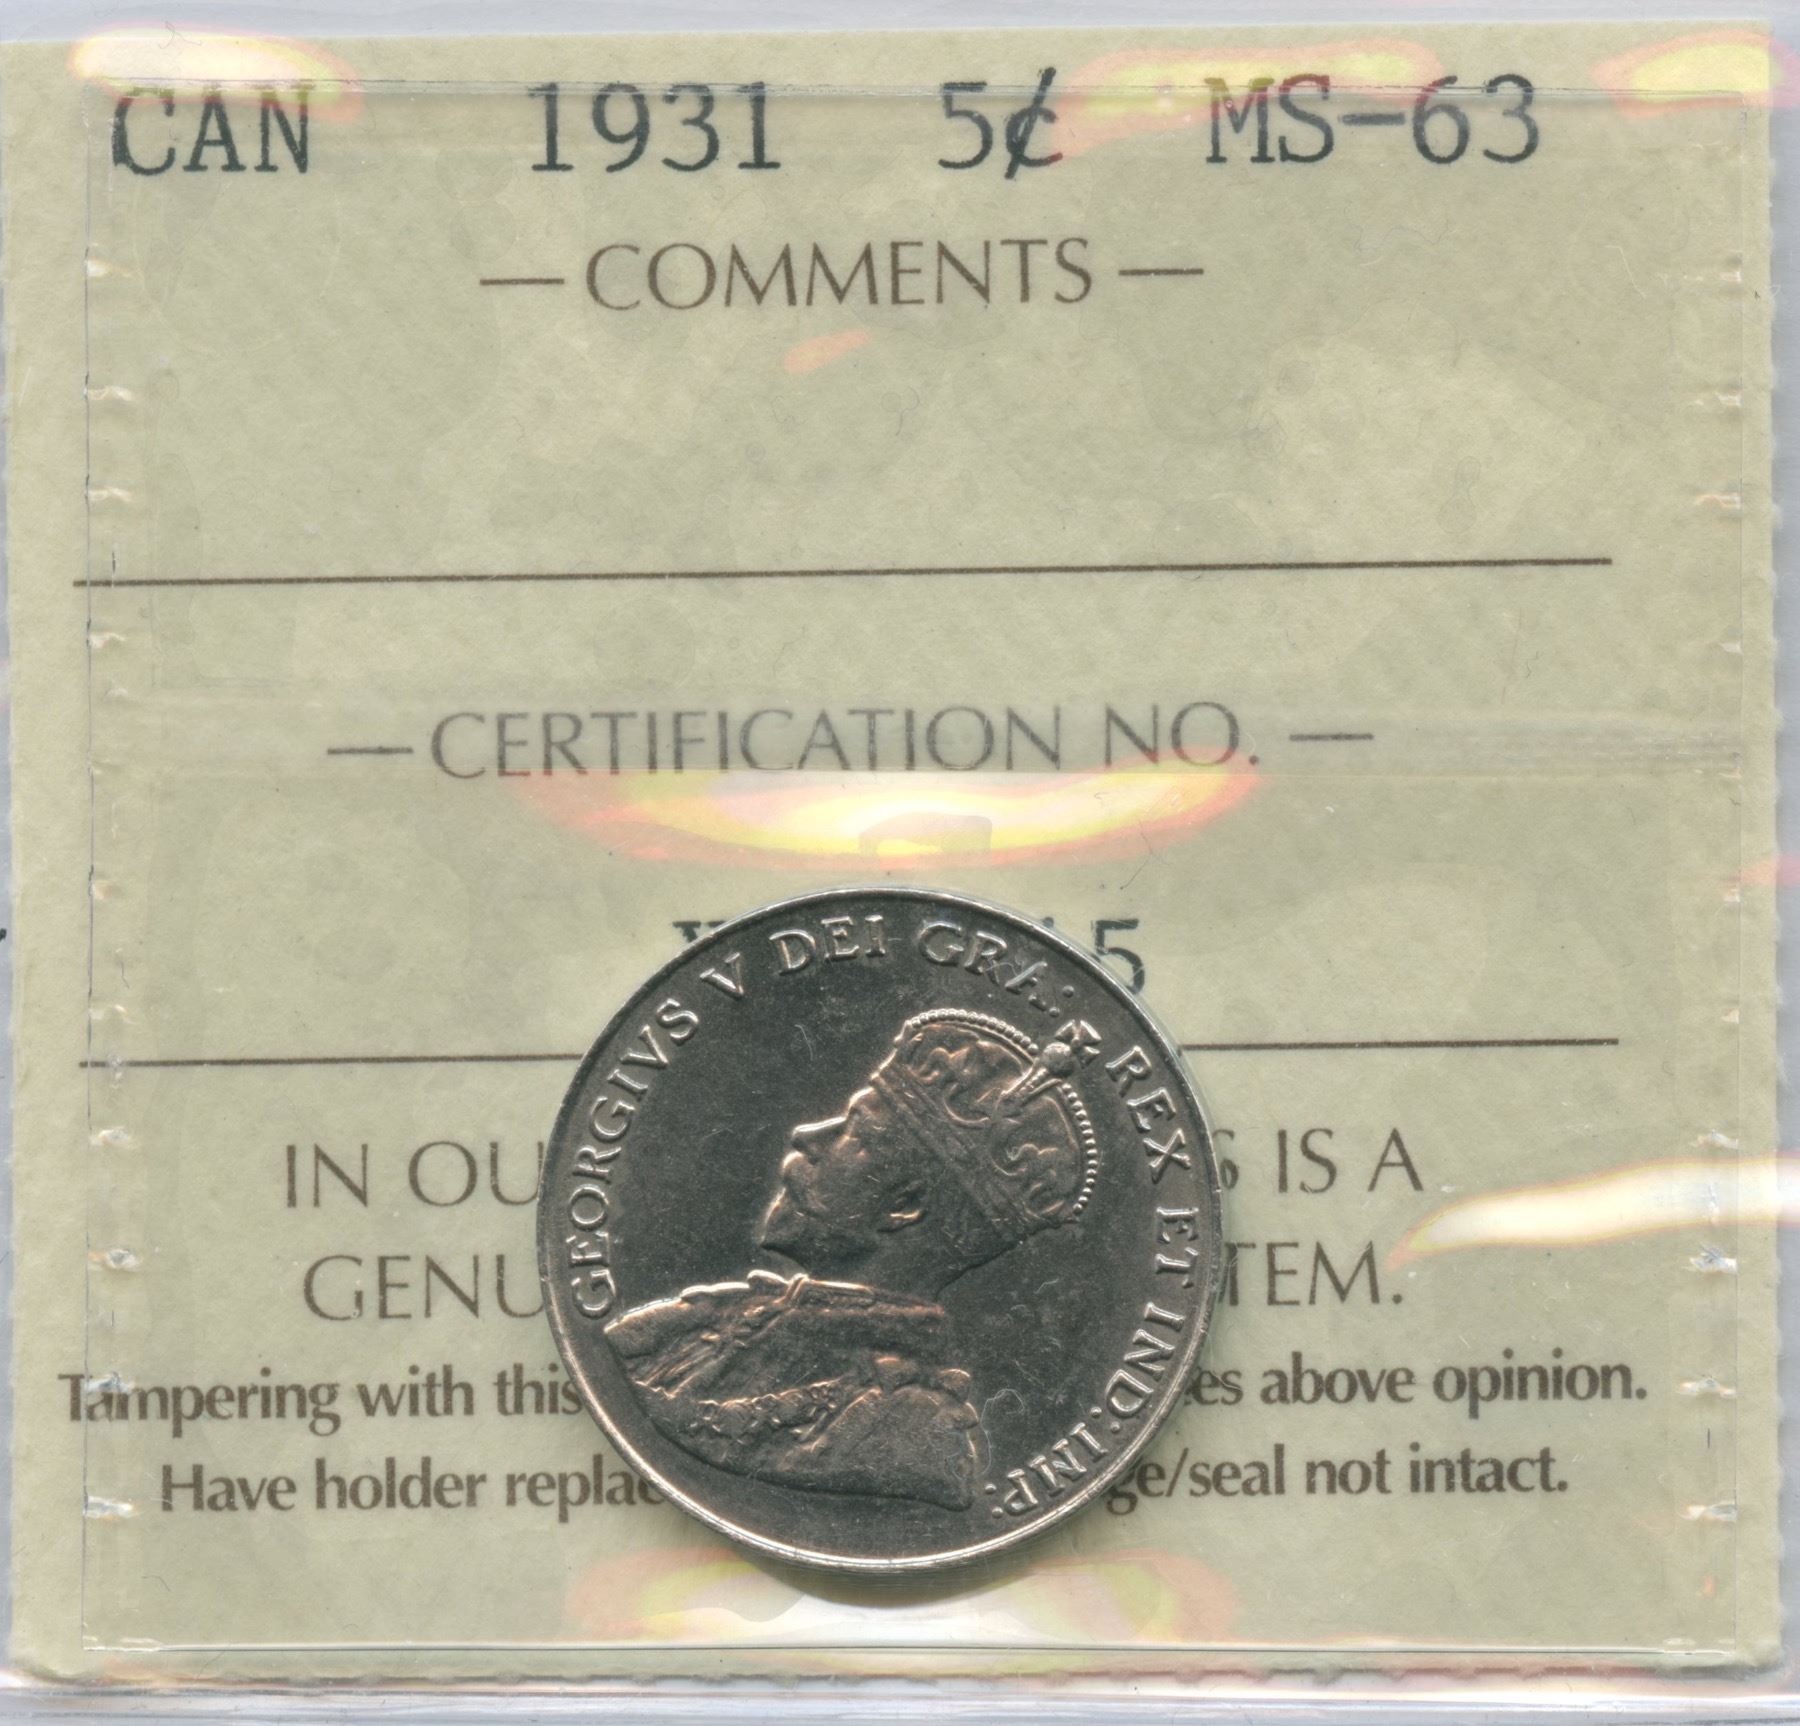 CAN 1931 5¢ MS-63
— COMMENTS —
— CERTIFICATION NO. —
5
GEORGIVS V DEI GRA: REX ET IND: IMP:
IN OU IS A
GENU TEM.
Tampering with this es above opinion.
Have holder replac ge/seal not intact.